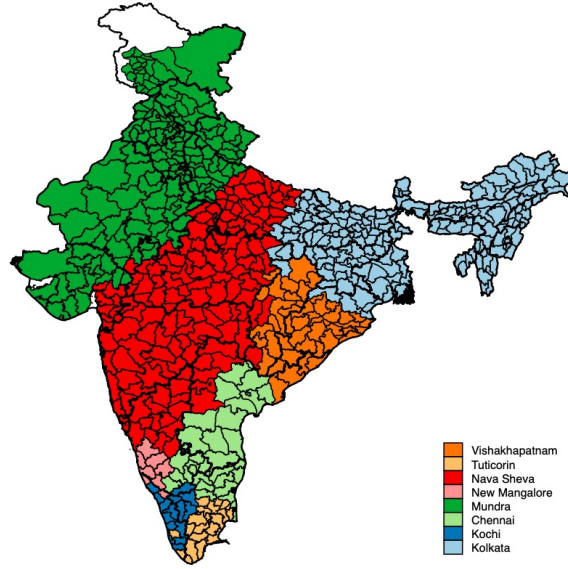 Vishakhapatnam
Tuticorin
Nava Sheva
New Mangalore
Mundra
Chennai
Kochi
Kolkata